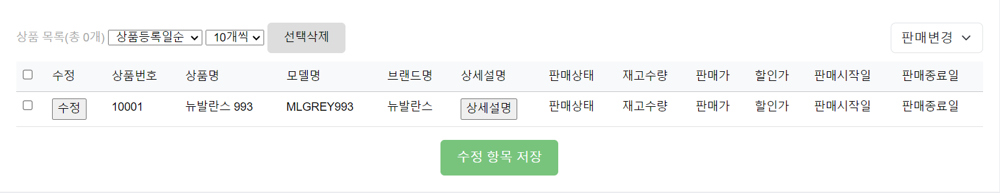 상품 목록(총 0개) 상품등록일순 10개씩 선택삭제 판매변경
수정 상품번호 상품명 모델명 브랜드명 상세설명 판매상태 재고수량 판매가 할인가 판매시작일 판매종료일
수정 10001 뉴발란스 993 MLGREY993 뉴발란스 상세설명 판매상태 재고수량 판매가 할인가 판매시작일 판매종료일
수정 항목 저장